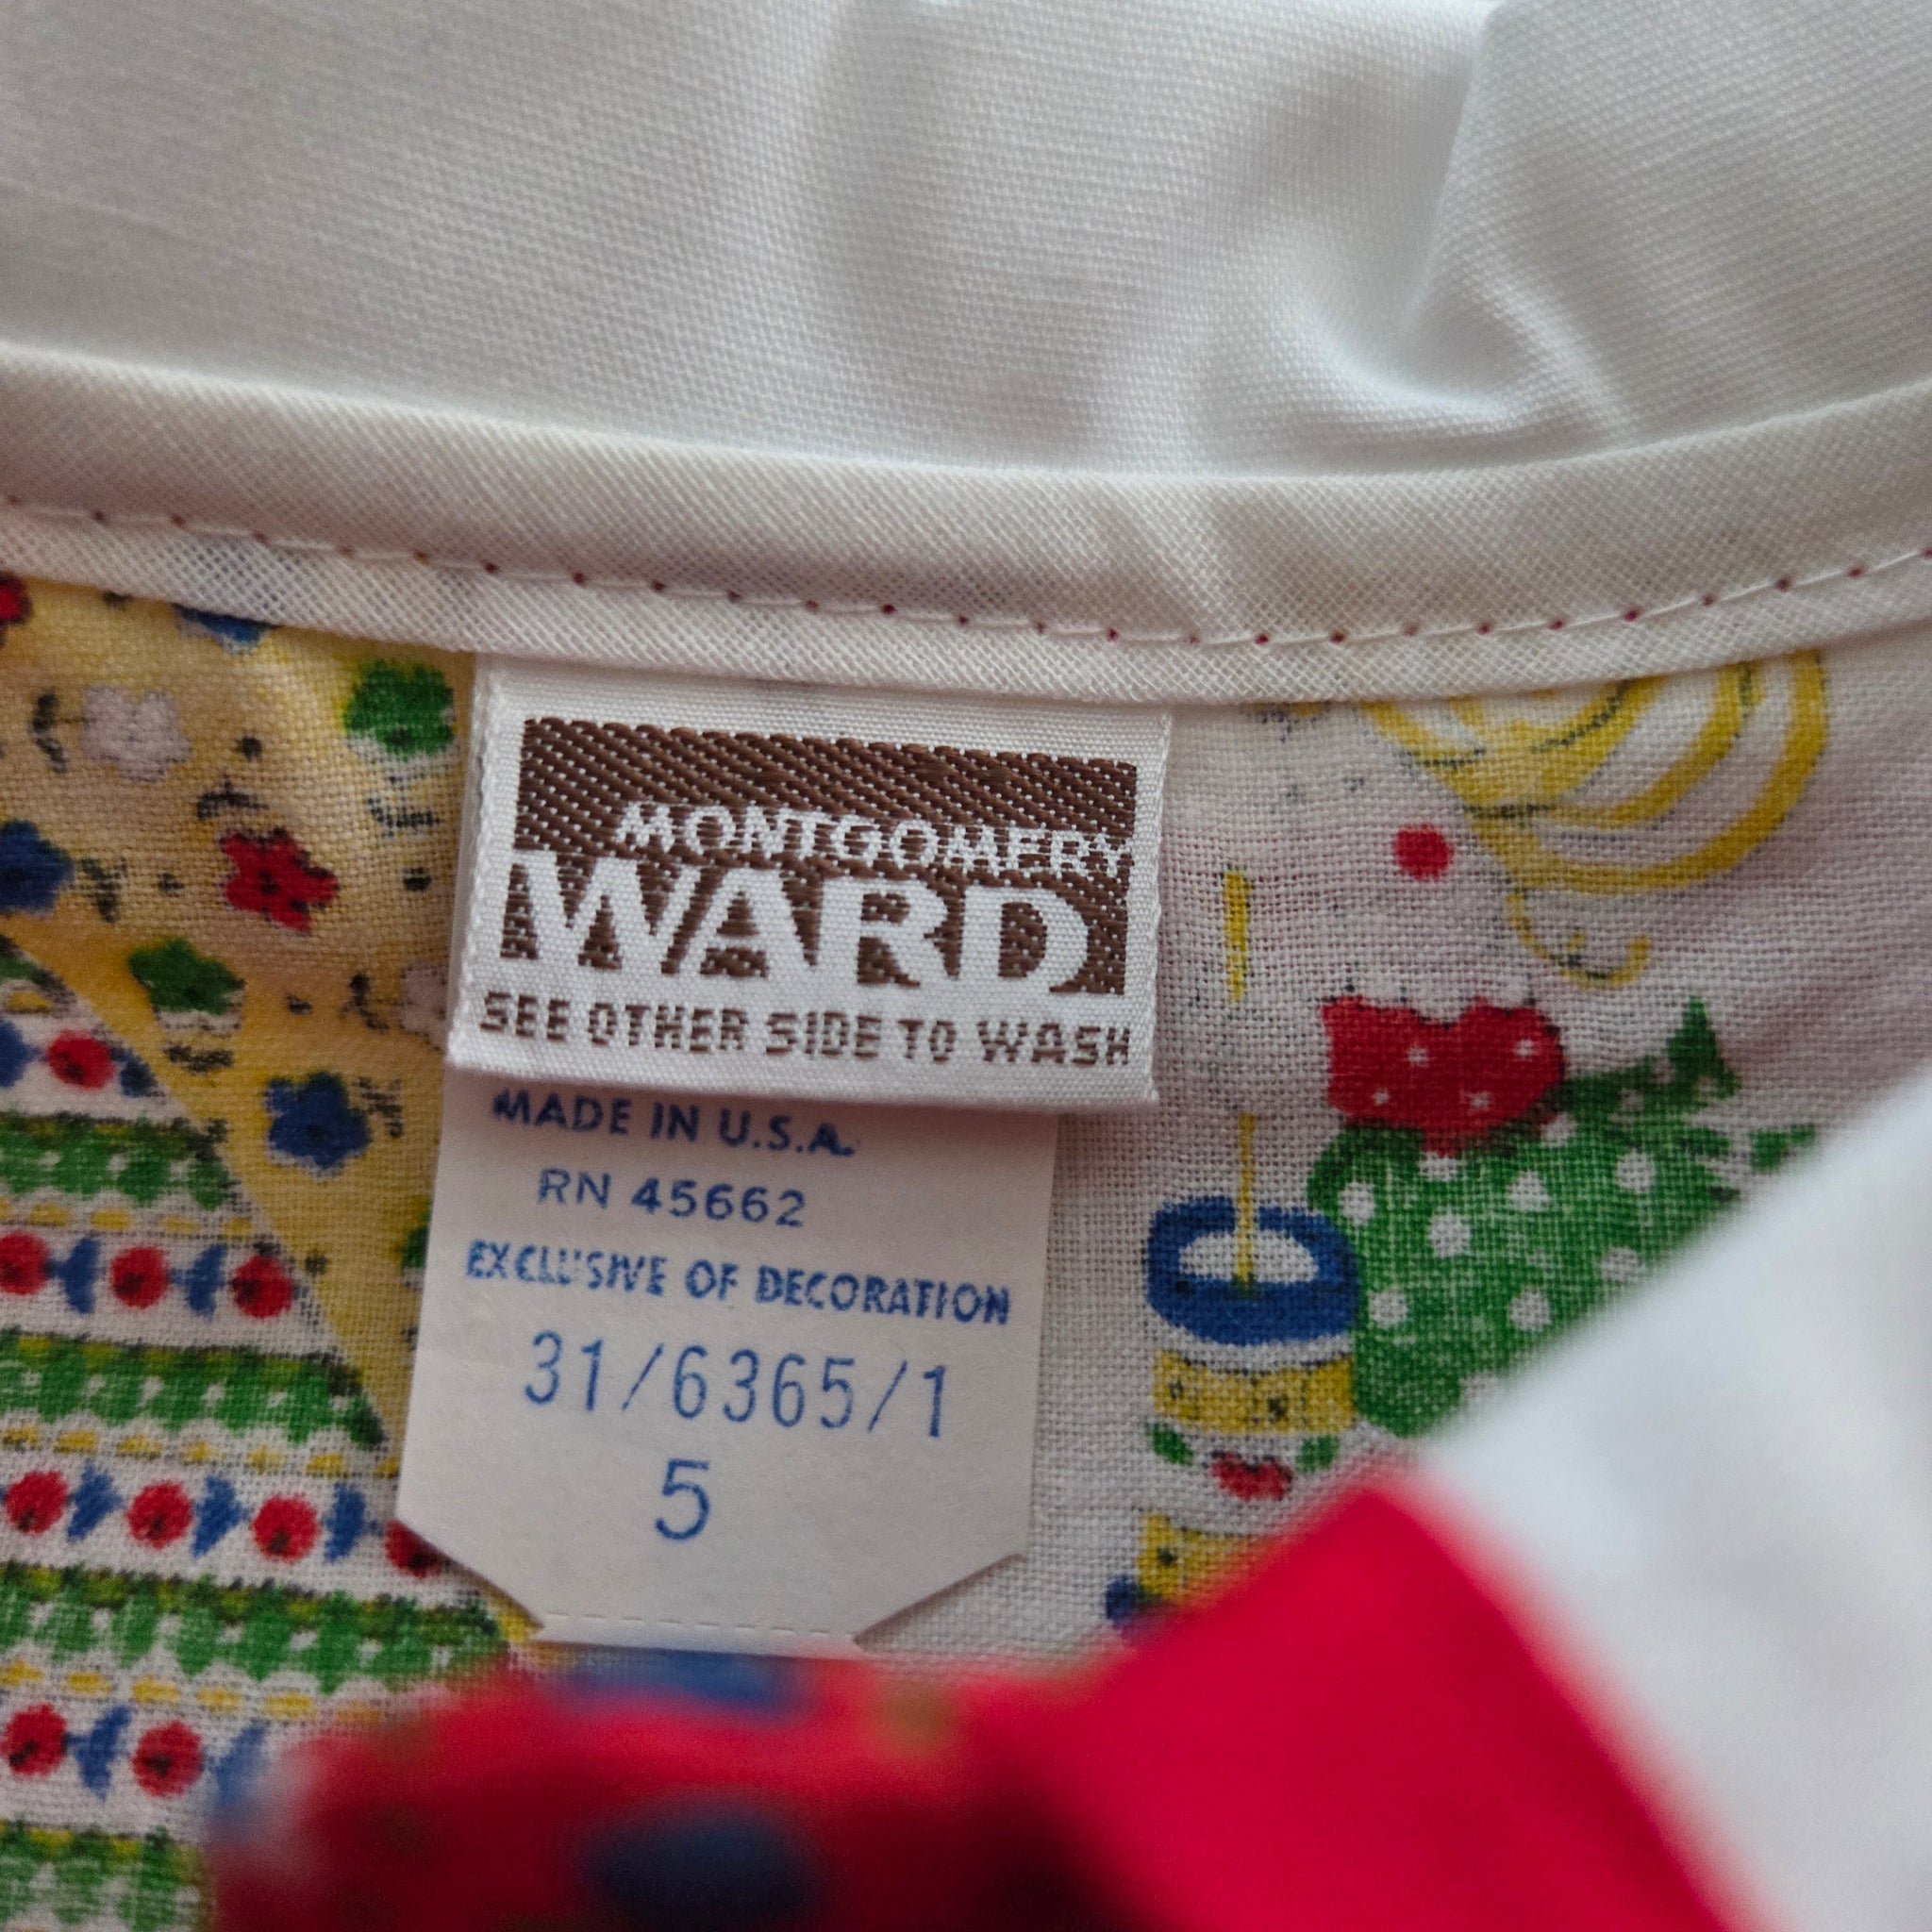 MONTGOMERY
WARD
SEE OTHER SIDE TO WASH
MADE IN U.S.A.
RN 45662
EXCLUSIVE OF DECORATION
31/6365/1
5